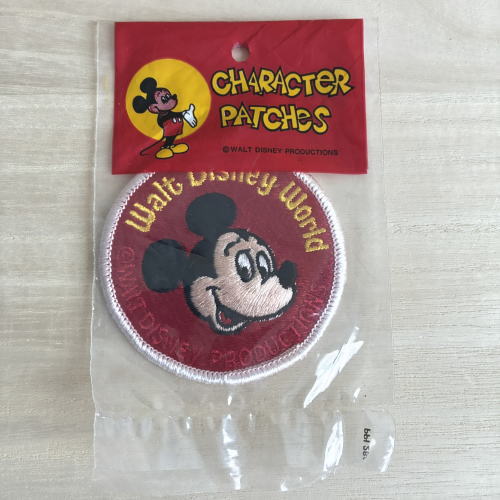 CHARACTER
PATCHES
© WALT DISNEY PRODUCTIONS
Walt Disney World
© WALT DISNEY PRODUCTIONS